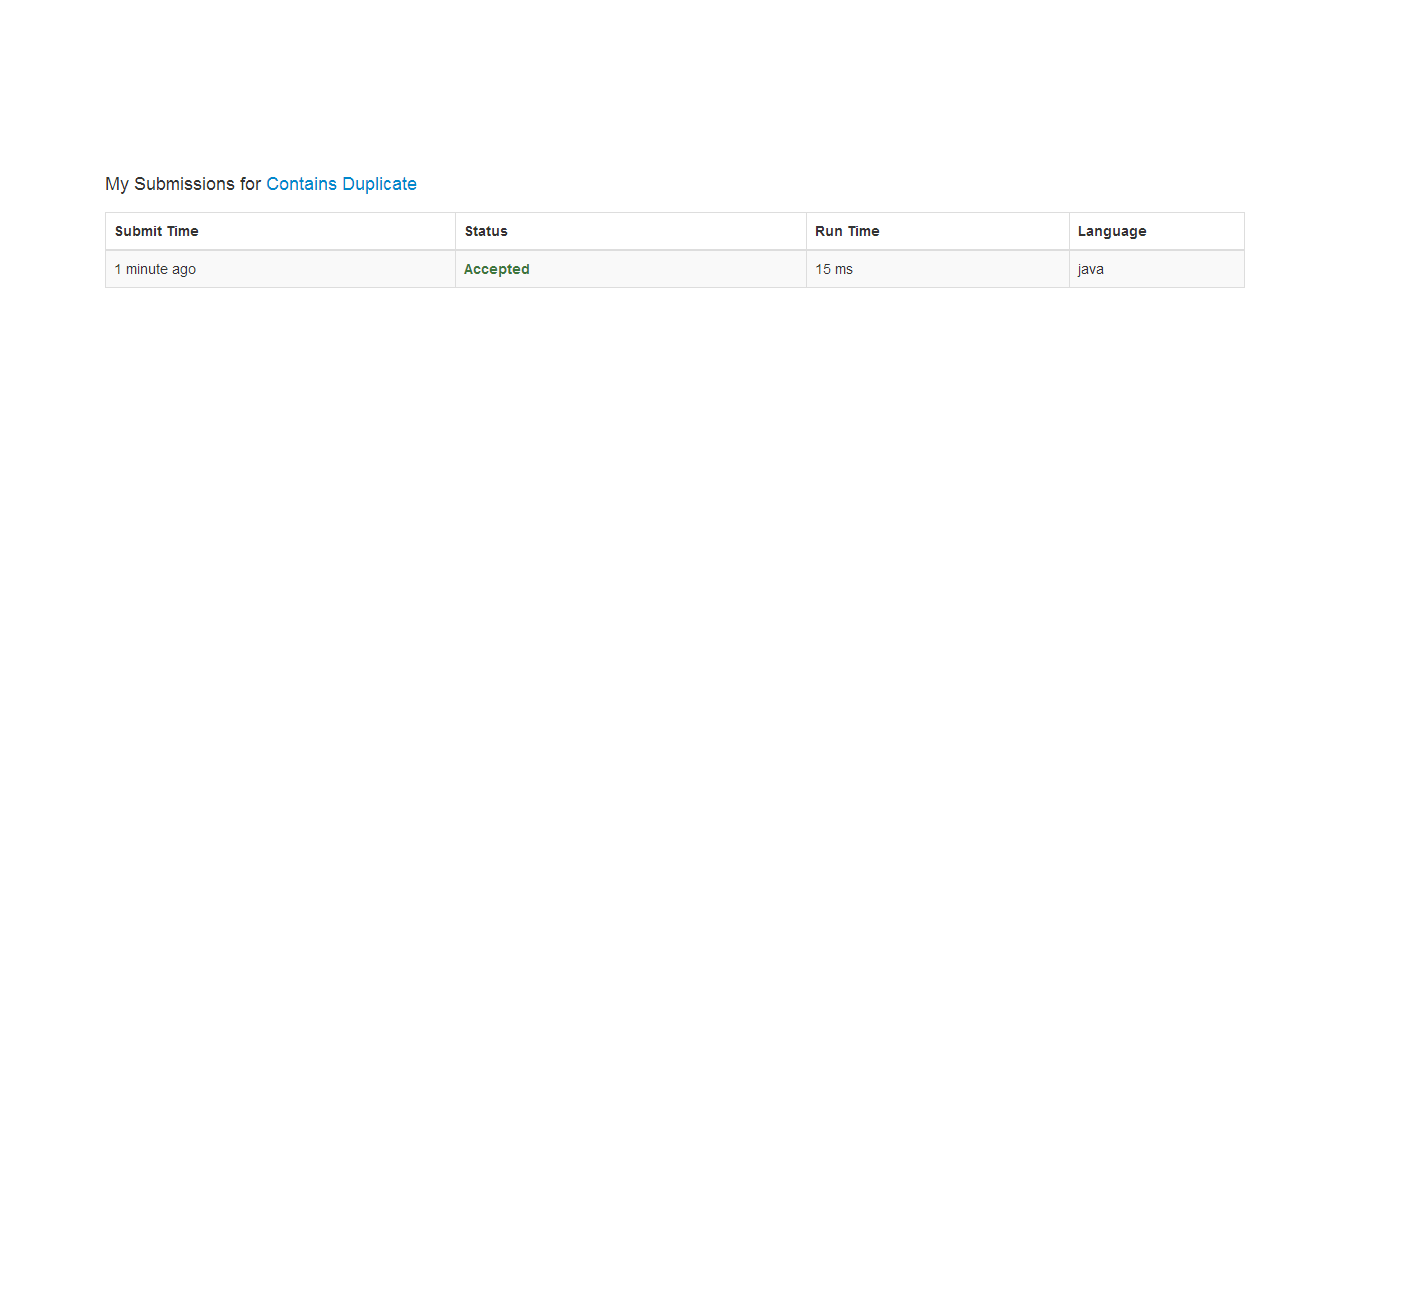 My Submissions for Contains Duplicate
Submit Time Status Run Time Language
1 minute ago Accepted 15 ms java